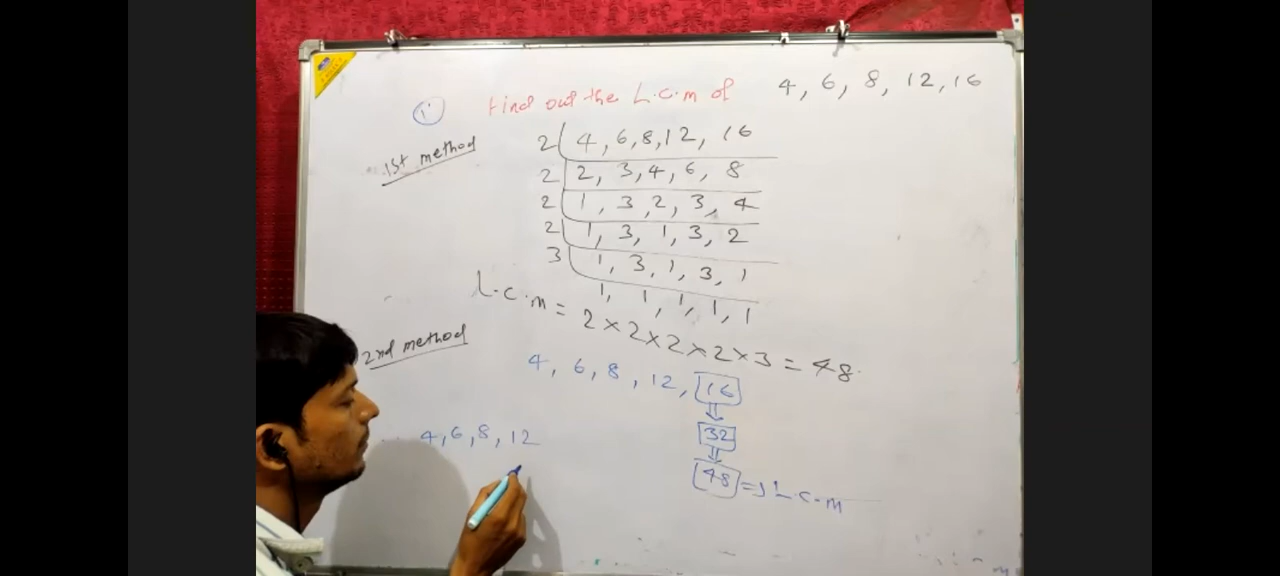 i
Find out the L.C.M of 4, 6, 8, 12, 16
1st method
2 4, 6, 8, 12, 16
2 2, 3, 4, 6, 8
2 1, 3, 2, 3, 4
2 1, 3, 1, 3, 2
3 1, 3, 1, 3, 1
1, 1, 1, 1, 1
L.C.M = 2 × 2 × 2 × 2 × 3 = 48.
2nd method
4, 6, 8, 12, 16
⇓
32
⇓
48 => L.C.M
4, 6, 8, 12